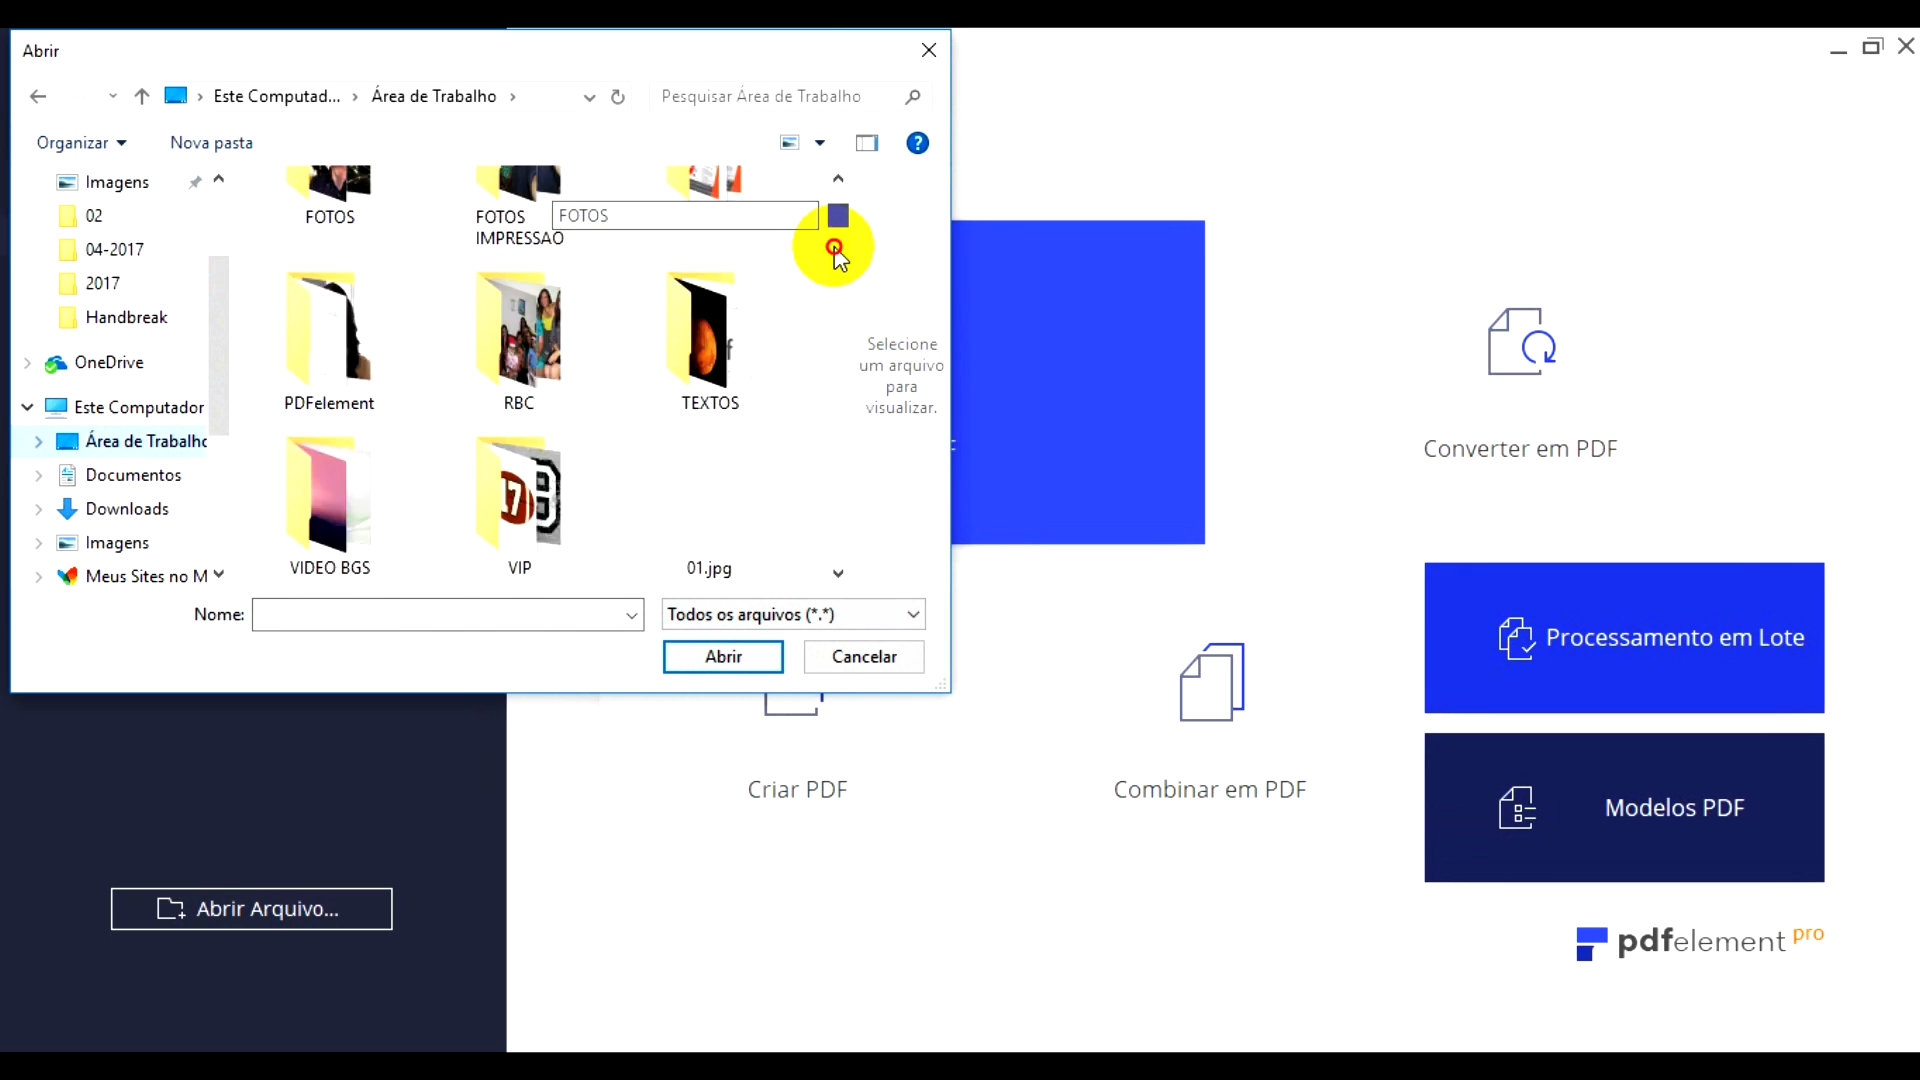 Abrir
Este Computad... Área de Trabalho
Pesquisar Área de Trabalho
Organizar
Nova pasta
Imagens
02
04-2017
2017
Handbreak
OneDrive
Este Computador
Área de Trabalho
Documentos
Downloads
Imagens
Meus Sites no M
FOTOS
FOTOS
IMPRESSAO
FOTOS
PDFelement
RBC
TEXTOS
VIDEO BGS
VIP
01.jpg
Selecione
um arquivo
para
visualizar.
Nome:
Todos os arquivos (*.*)
Abrir
Cancelar
Converter em PDF
Criar PDF
Combinar em PDF
Processamento em Lote
Modelos PDF
Abrir Arquivo...
pdfelement pro